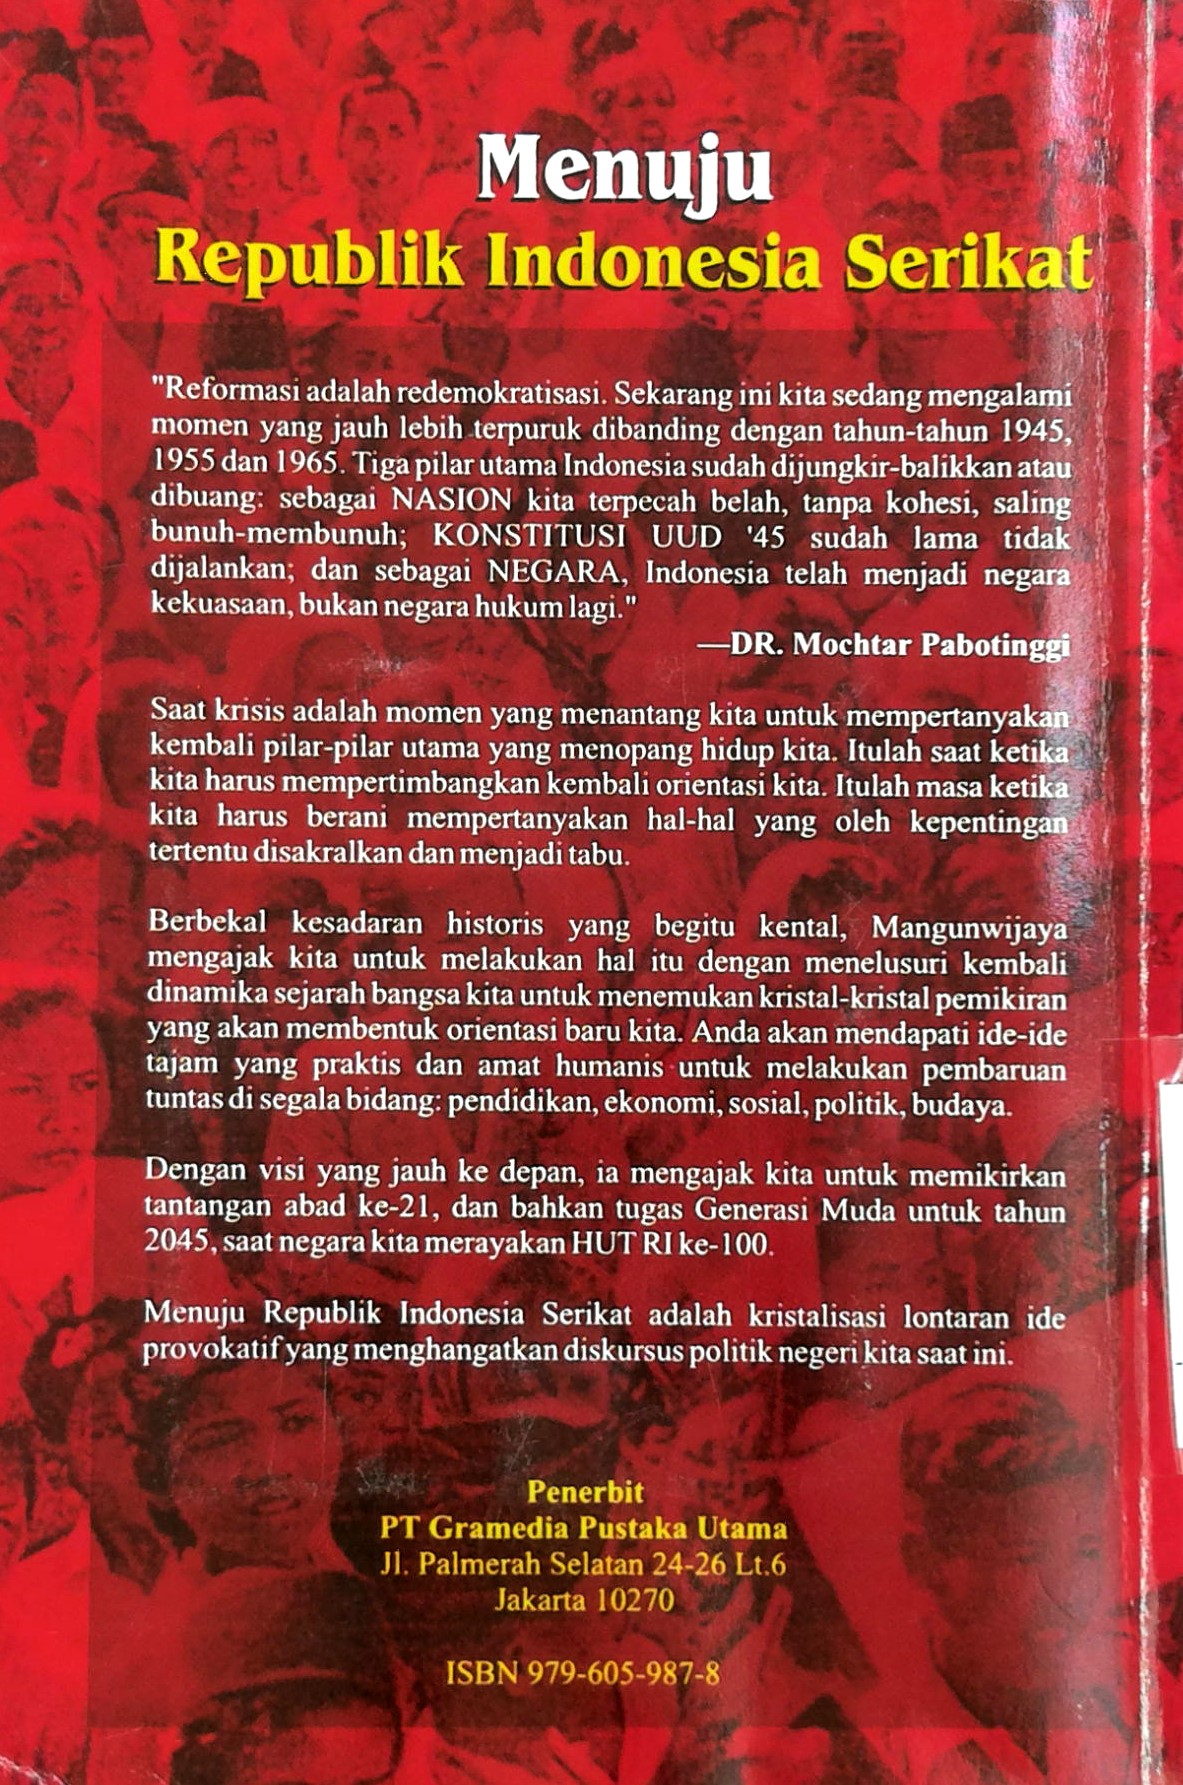 Menuju
Republik Indonesia Serikat
"Reformasi adalah redemokratisasi. Sekarang ini kita sedang mengalami
momen yang jauh lebih terpuruk dibanding dengan tahun-tahun 1945,
1955 dan 1965. Tiga pilar utama Indonesia sudah dijungkir-balikkan atau
dibuang: sebagai NASION kita terpecah belah, tanpa kohesi, saling
bunuh-membunuh; KONSTITUSI UUD '45 sudah lama tidak
dijalankan; dan sebagai NEGARA, Indonesia telah menjadi negara
kekuasaan, bukan negara hukum lagi."
—DR. Mochtar Pabotinggi
Saat krisis adalah momen yang menantang kita untuk mempertanyakan
kembali pilar-pilar utama yang menopang hidup kita. Itulah saat ketika
kita harus mempertimbangkan kembali orientasi kita. Itulah masa ketika
kita harus berani mempertanyakan hal-hal yang oleh kepentingan
tertentu disakralkan dan menjadi tabu.
Berbekal kesadaran historis yang begitu kental, Mangunwijaya
mengajak kita untuk melakukan hal itu dengan menelusuri kembali
dinamika sejarah bangsa kita untuk menemukan kristal-kristal pemikiran
yang akan membentuk orientasi baru kita. Anda akan mendapati ide-ide
tajam yang praktis dan amat humanis untuk melakukan pembaruan
tuntas di segala bidang: pendidikan, ekonomi, sosial, politik, budaya.
Dengan visi yang jauh ke depan, ia mengajak kita untuk memikirkan
tantangan abad ke-21, dan bahkan tugas Generasi Muda untuk tahun
2045, saat negara kita merayakan HUT RI ke-100.
Menuju Republik Indonesia Serikat adalah kristalisasi lontaran ide
provokatif yang menghangatkan diskursus politik negeri kita saat ini.
Penerbit
PT Gramedia Pustaka Utama
Jl. Palmerah Selatan 24-26 Lt.6
Jakarta 10270
ISBN 979-605-987-8